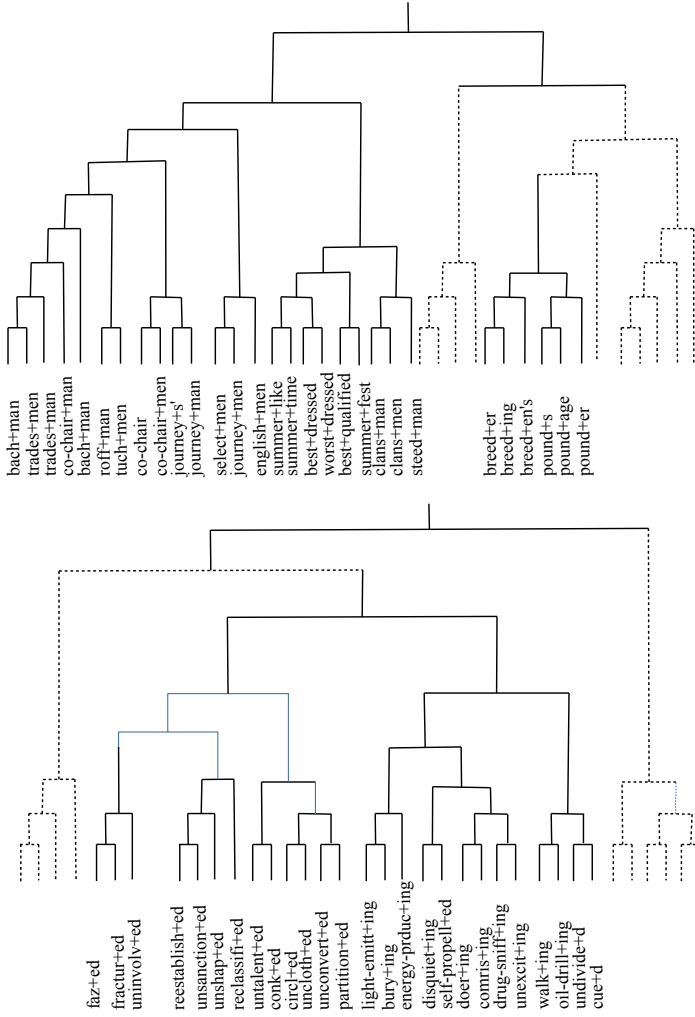 bach+man
trades+men
trades+man
co-chair+man
bach+man
roff+man
tuch+men
co-chair
co-chair+men
journey+s'
journey+man
select+men
journey+men
english+men
summer+like
summer+time
best+dressed
worst+dressed
best+qualified
summer+fest
clans+man
clans+men
steed+man
breed+er
breed+ing
breed+en's
pound+s
pound+age
pound+er
faz+ed
fractur+ed
uninvolv+ed
reestablish+ed
unsanction+ed
unshap+ed
reclassifi+ed
untalent+ed
conk+ed
circl+ed
uncloth+ed
unconvert+ed
partition+ed
light-emitt+ing
bury+ing
energy-prduc+ing
disquiet+ing
self-propell+ed
doer+ing
comris+ing
drug-sniff+ing
unexcit+ing
walk+ing
oil-drill+ing
undivide+d
cue+d